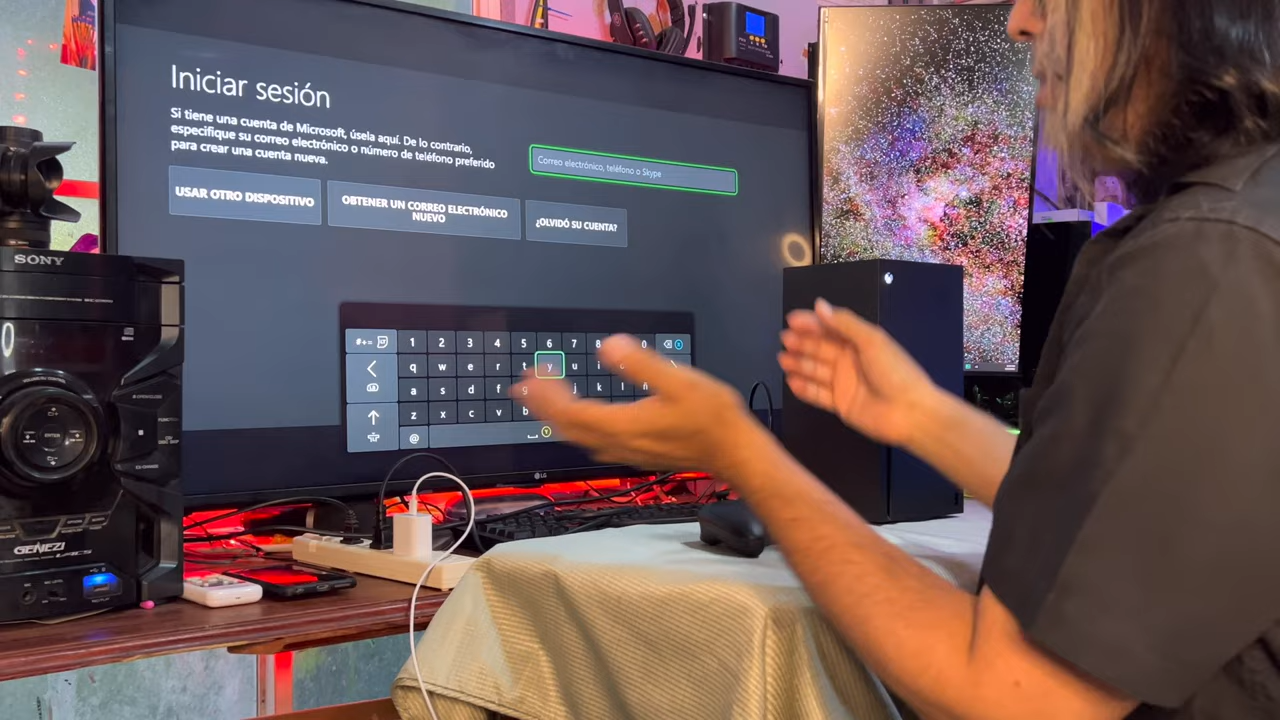 Iniciar sesión
Si tiene una cuenta de Microsoft, úsela aquí. De lo contrario,
especifique su correo electrónico o número de teléfono preferido
para crear una cuenta nueva.
Correo electrónico, teléfono o Skype
USAR OTRO DISPOSITIVO
OBTENER UN CORREO ELECTRÓNICO
NUEVO
¿OLVIDÓ SU CUENTA?
SONY
#+= 1 2 3 4 5 6 7 8 0
q w e r t y u i
a s d f g j k l ñ
z x c v b
@
LG
ENTER
GENEZI